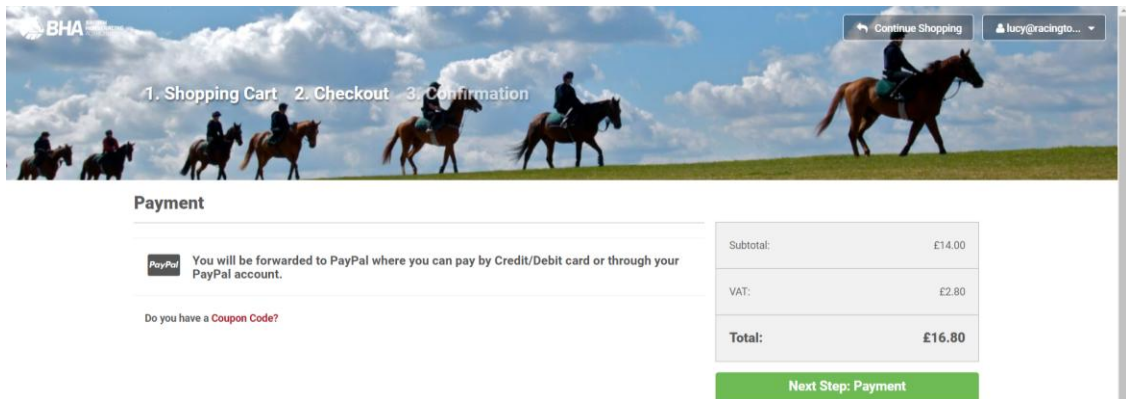 BHA
Continue Shopping
lucy@racingto...
1. Shopping Cart 2. Checkout 3. Confirmation
Payment
PayPal
You will be forwarded to PayPal where you can pay by Credit/Debit card or through your
PayPal account.
Do you have a Coupon Code?
Subtotal: £14.00
VAT: £2.80
Total: £16.80
Next Step: Payment